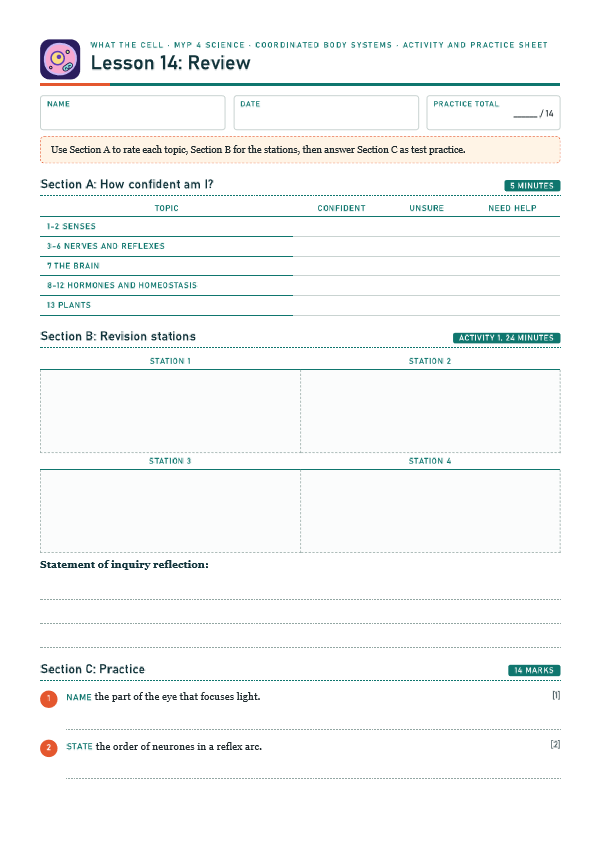 WHAT THE CELL · MYP 4 SCIENCE · COORDINATED BODY SYSTEMS · ACTIVITY AND PRACTICE SHEET
Lesson 14: Review
NAME
DATE
PRACTICE TOTAL
_____ / 14
Use Section A to rate each topic, Section B for the stations, then answer Section C as test practice.
Section A: How confident am I?
5 MINUTES
TOPIC CONFIDENT UNSURE NEED HELP
1–2 SENSES
3–6 NERVES AND REFLEXES
7 THE BRAIN
8–12 HORMONES AND HOMEOSTASIS
13 PLANTS
Section B: Revision stations
ACTIVITY 1, 24 MINUTES
STATION 1 STATION 2
STATION 3 STATION 4
Statement of inquiry reflection:
Section C: Practice
14 MARKS
1 NAME the part of the eye that focuses light. [1]
2 STATE the order of neurones in a reflex arc. [2]